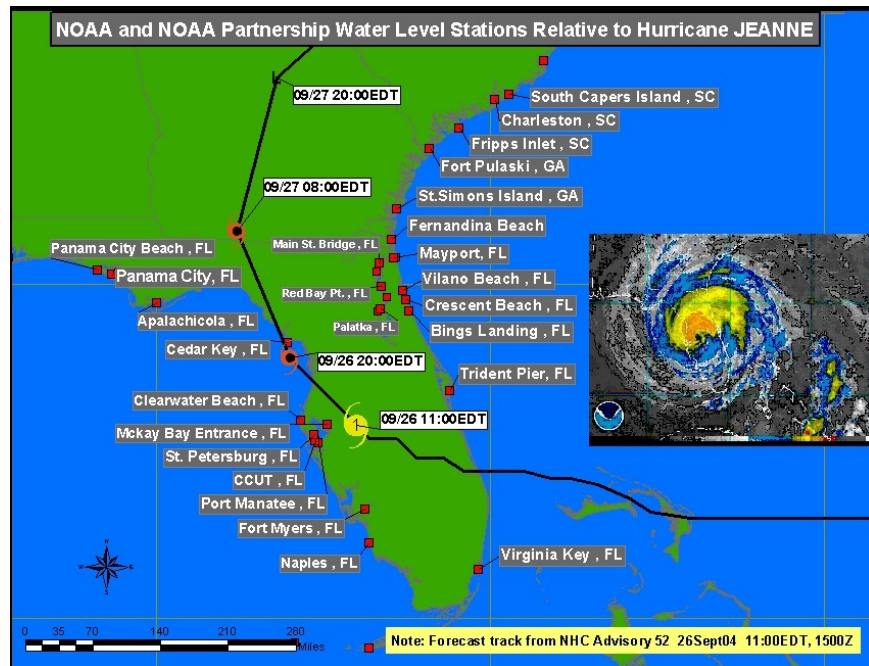 NOAA and NOAA Partnership Water Level Stations Relative to Hurricane JEANNE
09/27 20:00EDT
South Capers Island , SC
Charleston , SC
Fripps Inlet , SC
Fort Pulaski , GA
09/27 08:00EDT
St.Simons Island , GA
Fernandina Beach
Main St. Bridge , FL
Panama City Beach , FL
Mayport, FL
Panama City, FL
Vilano Beach , FL
Red Bay Pt. , FL
Crescent Beach , FL
Apalachicola , FL
Palatka , FL
Bings Landing , FL
Cedar Key , FL
09/26 20:00EDT
Trident Pier, FL
Clearwater Beach , FL
09/26 11:00EDT
1
Mckay Bay Entrance , FL
St. Petersburg , FL
CCUT , FL
Port Manatee , FL
Fort Myers , FL
Naples , FL
Virginia Key , FL
N
W
E
S
0 35 70 140 210 280
Miles
Note: Forecast track from NHC Advisory 52 26Sept04 11:00EDT, 1500Z